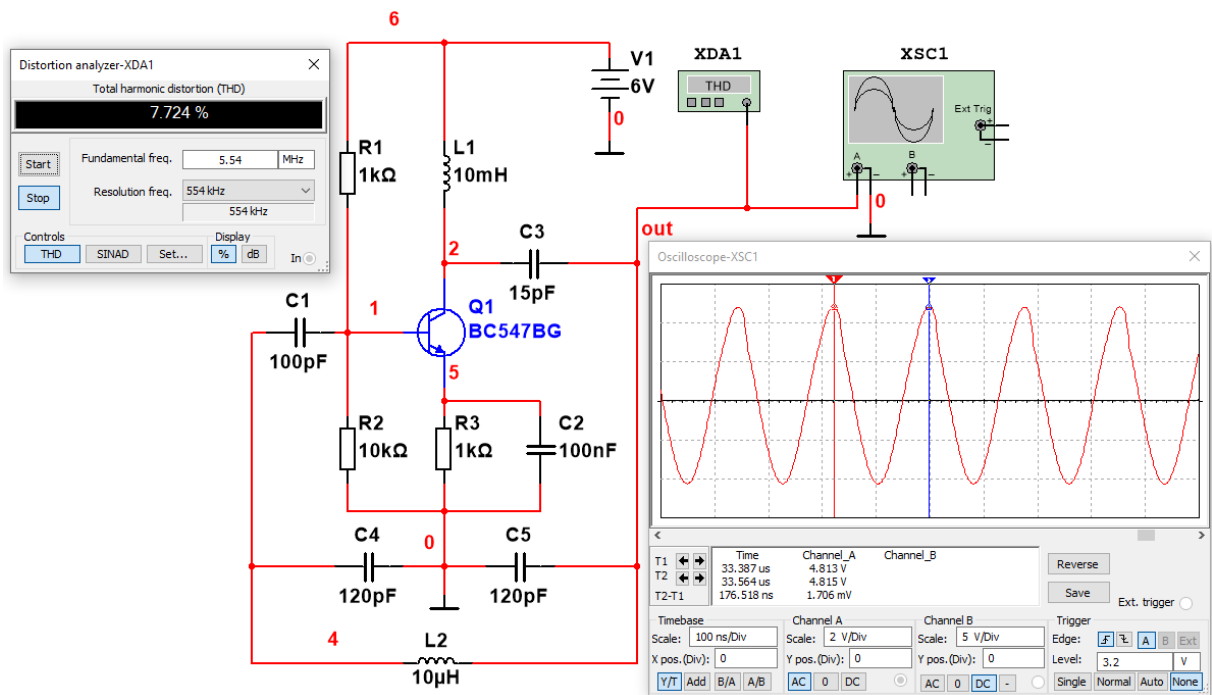 6
Distortion analyzer-XDA1
Total harmonic distortion (THD)
7.724 %
Start
Stop
Fundamental freq.
5.54
MHz
Resolution freq.
554 kHz
554 kHz
Controls
THD
SINAD
Set...
Display
%
dB
In
V1
6V
0
XDA1
THD
XSC1
Ext Trig
+
-
A
B
+
-
+
-
0
R1
1kΩ
L1
10mH
out
2
C3
15pF
C1
100pF
1
Q1
BC547BG
5
R2
10kΩ
R3
1kΩ
C2
100nF
C4
120pF
0
C5
120pF
4
L2
10µH
Oscilloscope-XSC1
1
1
Time Channel_A Channel_B
T1 33.387 us 4.813 V
T2 33.564 us 4.815 V
T2-T1 176.518 ns 1.706 mV
Reverse
Save
Ext. trigger
Timebase
Scale: 100 ns/Div
X pos.(Div): 0
Y/T Add B/A A/B
Channel A
Scale: 2 V/Div
Y pos.(Div): 0
AC 0 DC
Channel B
Scale: 5 V/Div
Y pos.(Div): 0
AC 0 DC -
Trigger
Edge: A B Ext
Level: 3.2 V
Single Normal Auto None